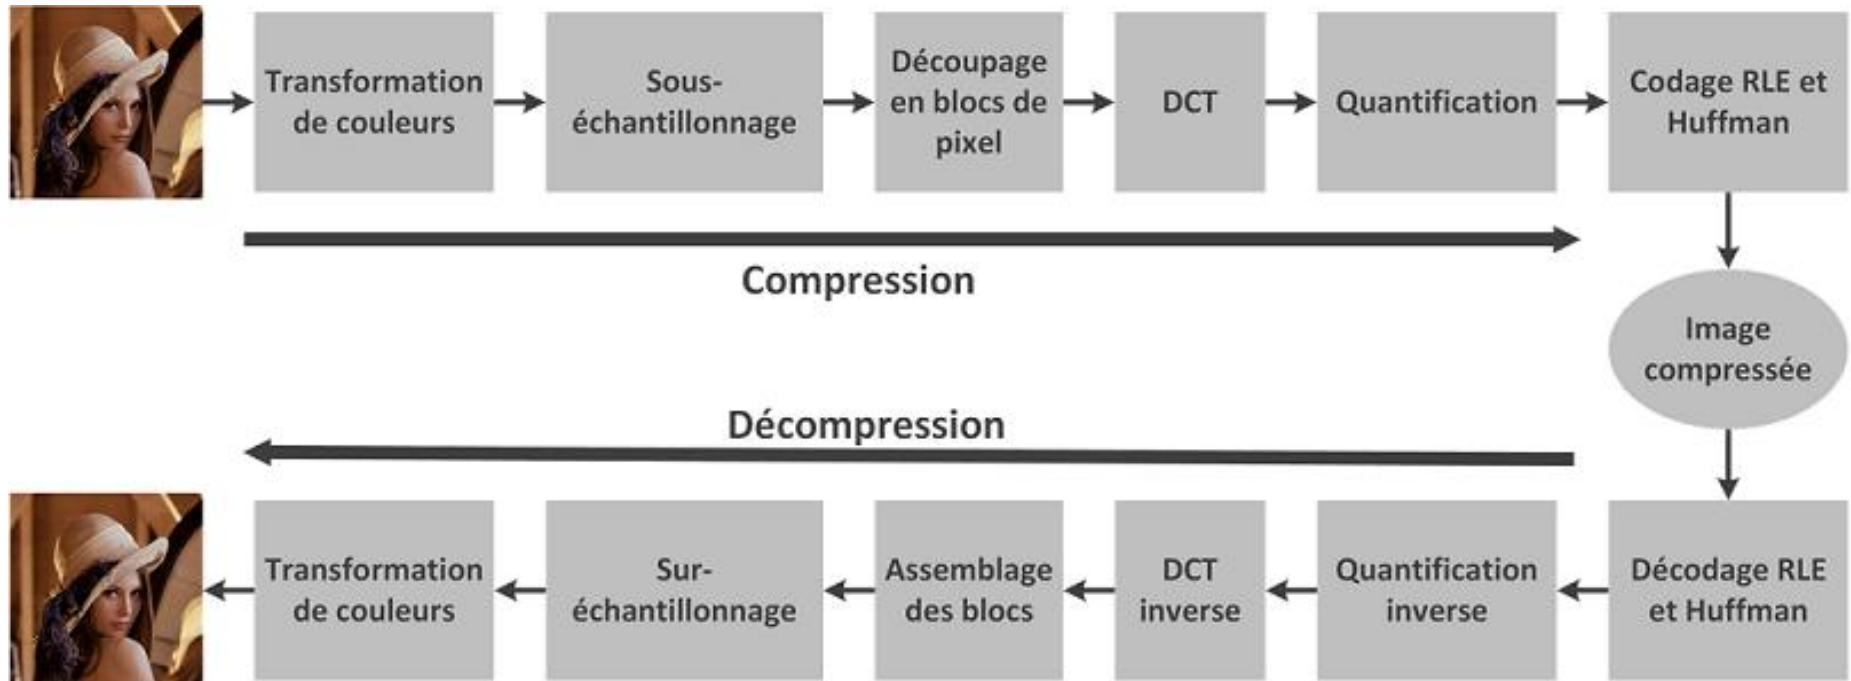 Transformation
de couleurs
Sous-
échantillonnage
Découpage
en blocs de
pixel
DCT
Quantification
Codage RLE et
Huffman
Compression
Image
compressée
Décompression
Transformation
de couleurs
Sur-
échantillonnage
Assemblage
des blocs
DCT
inverse
Quantification
inverse
Décodage RLE
et Huffman